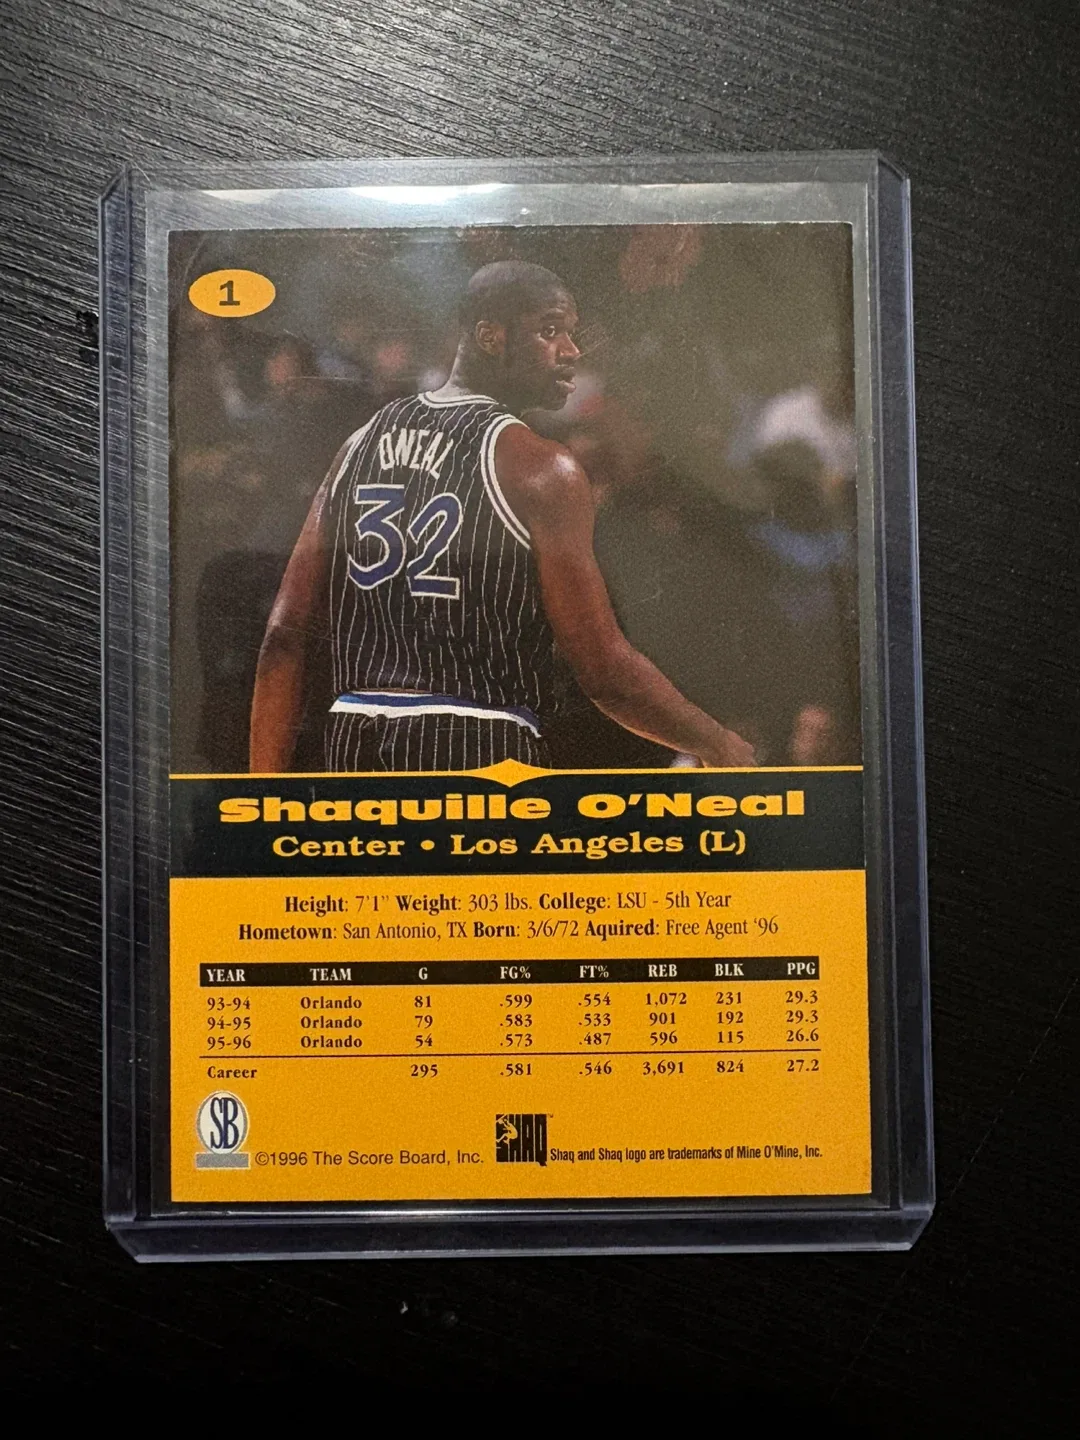 1
ONEAL
32
Shaquille O'Neal
Center • Los Angeles (L)
Height: 7'1" Weight: 303 lbs. College: LSU - 5th Year
Hometown: San Antonio, TX Born: 3/6/72 Aquired: Free Agent '96
YEAR TEAM G FG% FT% REB BLK PPG
93-94 Orlando 81 .599 .554 1,072 231 29.3
94-95 Orlando 79 .583 .533 901 192 29.3
95-96 Orlando 54 .573 .487 596 115 26.6
Career 295 .581 .546 3,691 824 27.2
SB
©1996 The Score Board, Inc.
SHAQ™
Shaq and Shaq logo are trademarks of Mine O'Mine, Inc.